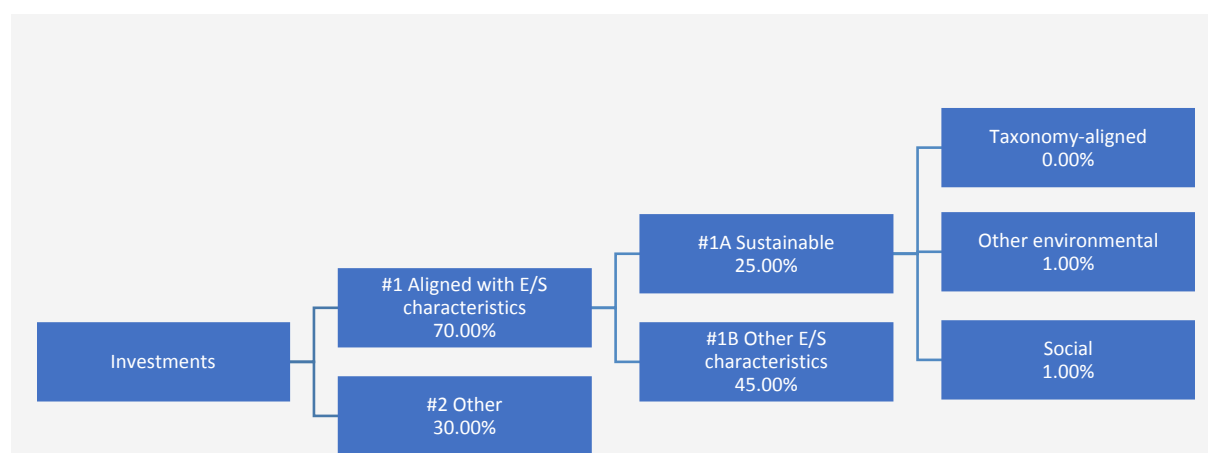 Investments
#1 Aligned with E/S
characteristics
70.00%
#2 Other
30.00%
#1A Sustainable
25.00%
#1B Other E/S
characteristics
45.00%
Taxonomy-aligned
0.00%
Other environmental
1.00%
Social
1.00%